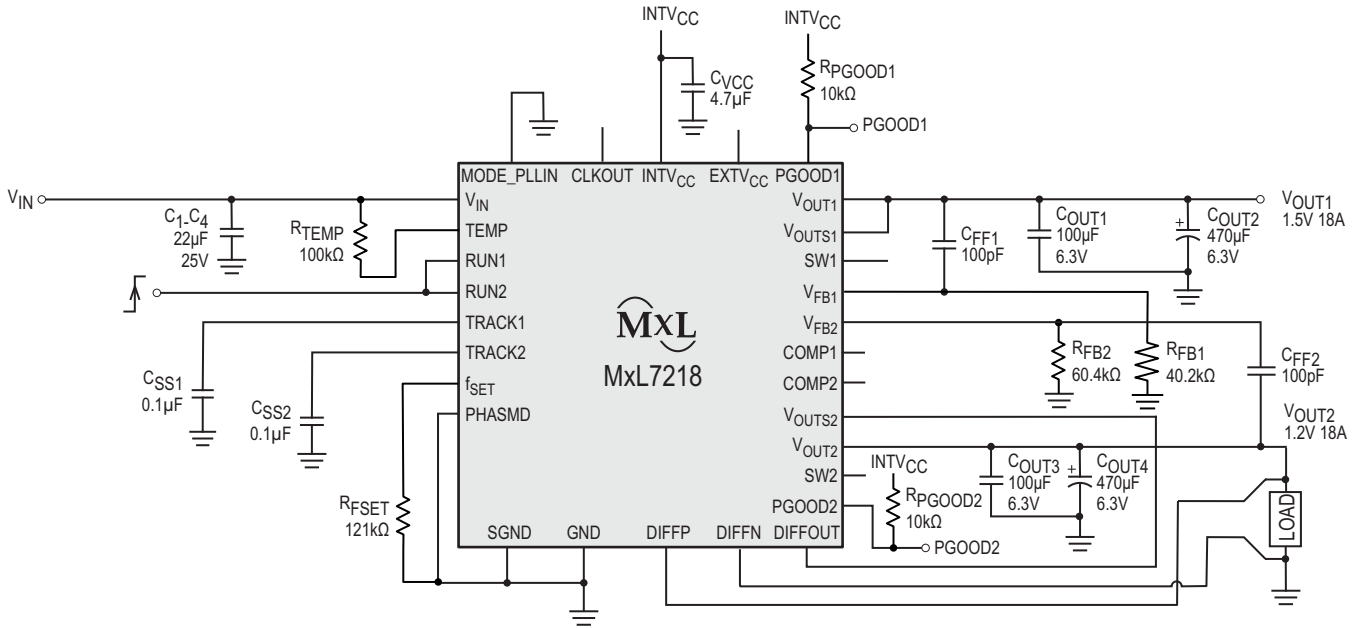 INTVCC
INTVCC
CVCC
4.7µF
RPGOOD1
10kΩ
PGOOD1
MODE_PLLIN CLKOUT INTVCC EXTVCC PGOOD1
VIN
C1-C4
22µF
25V
RTEMP
100kΩ
VIN
TEMP
RUN1
RUN2
TRACK1
TRACK2
fSET
PHASMD
CSS1
0.1µF
CSS2
0.1µF
RFSET
121kΩ
MxL
MxL7218
VOUT1
VOUTS1
SW1
VFB1
VFB2
COMP1
COMP2
VOUTS2
VOUT2
SW2
PGOOD2
SGND GND DIFFP DIFFN DIFFOUT
CFF1
100pF
COUT1
100µF
6.3V
+
COUT2
470µF
6.3V
VOUT1
1.5V 18A
RFB2
60.4kΩ
RFB1
40.2kΩ
CFF2
100pF
VOUT2
1.2V 18A
INTVCC
RPGOOD2
10kΩ
PGOOD2
COUT3
100µF
6.3V
+
COUT4
470µF
6.3V
LOAD